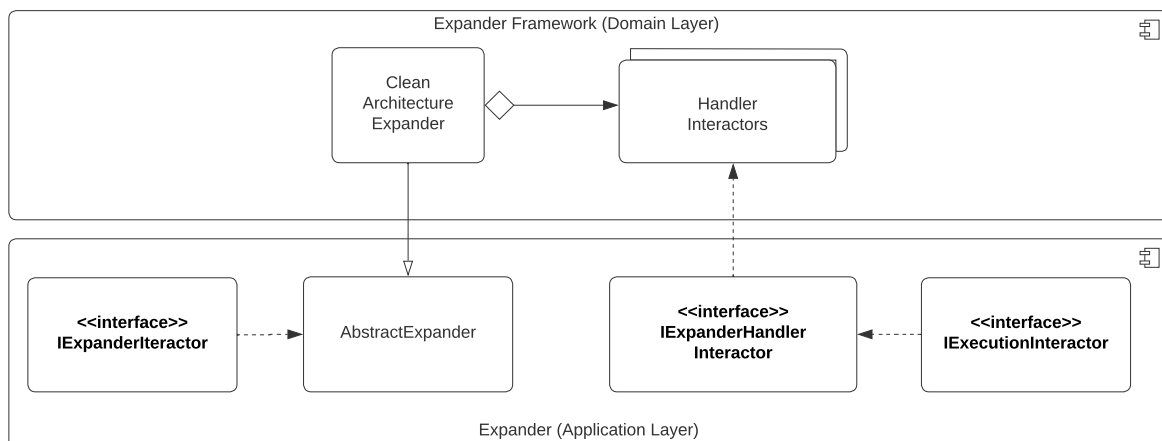 Expander Framework (Domain Layer)
Clean
Architecture
Expander
Handler
Interactors
<<interface>>
IExpanderIteractor
AbstractExpander
<<interface>>
IExpanderHandler
Interactor
<<interface>>
IExecutionInteractor
Expander (Application Layer)